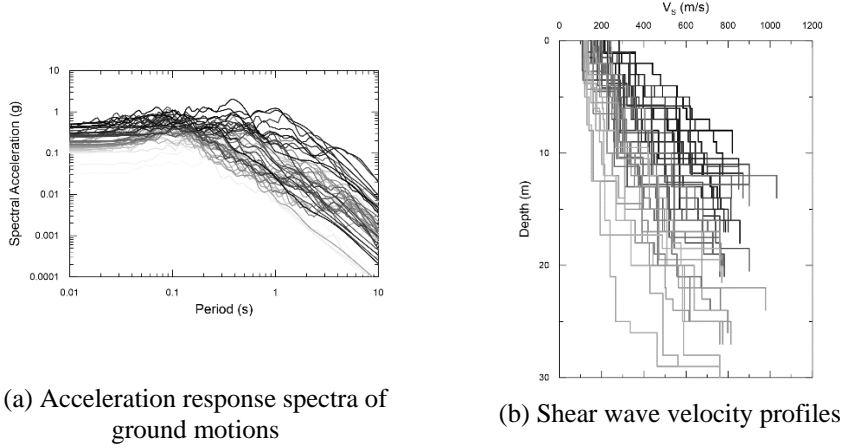 10
1
0.1
0.01
0.001
0.0001
Spectral Acceleration (g)
0.01 0.1 1 10
Period (s)
(a) Acceleration response spectra of
ground motions
V_S (m/s)
0 200 400 600 800 1000 1200
0
10
20
30
Depth (m)
(b) Shear wave velocity profiles